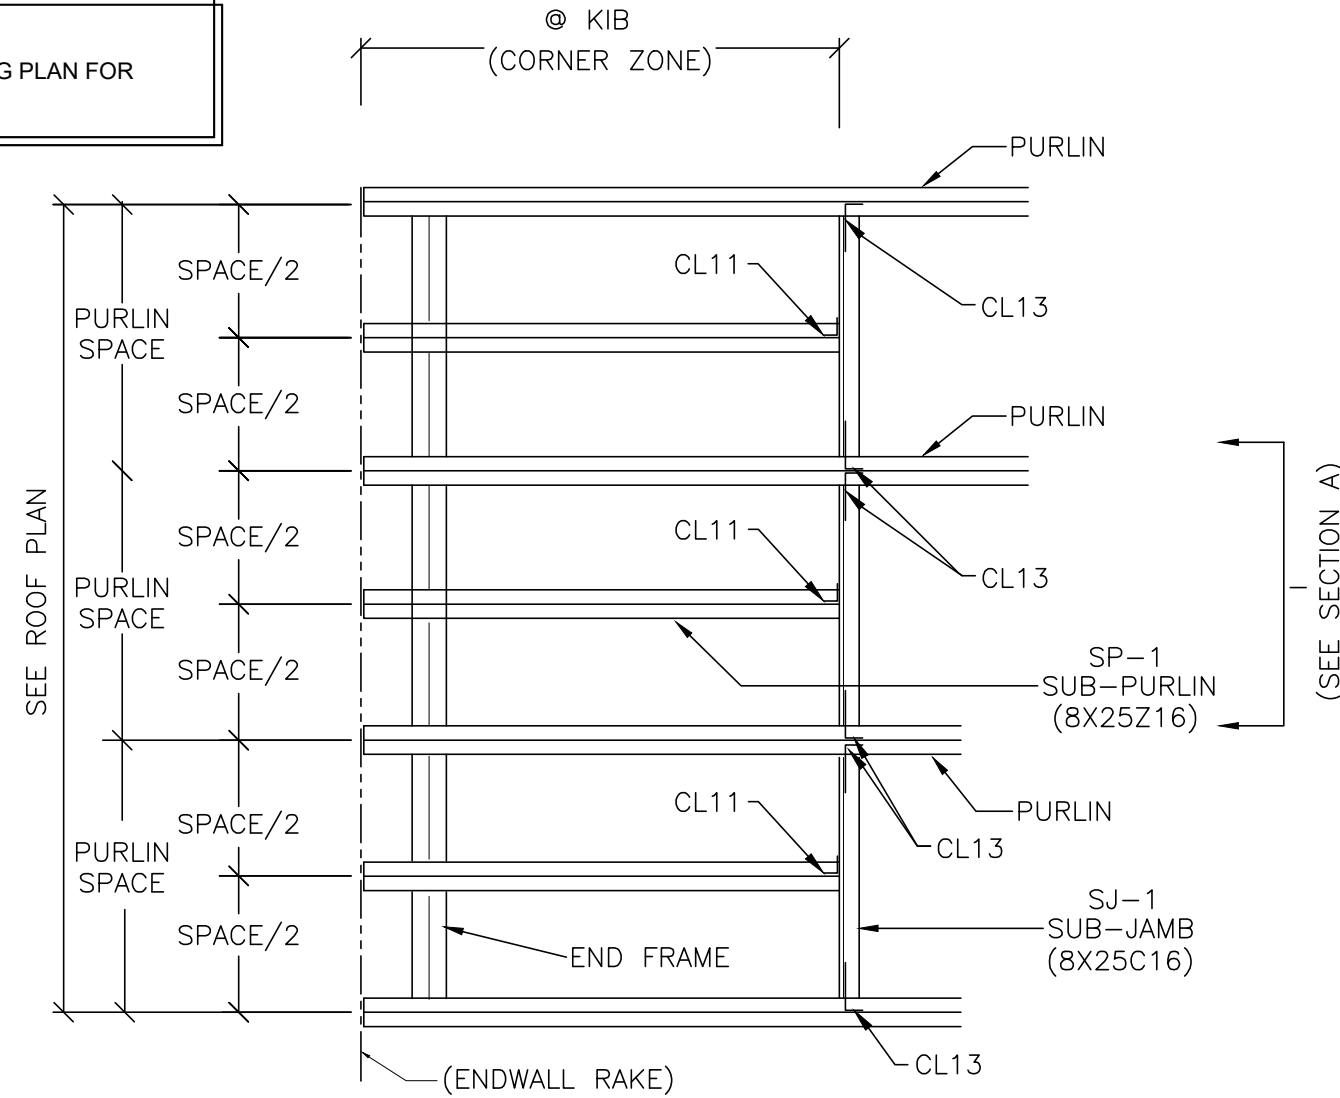 @ KIB
(CORNER ZONE)
G PLAN FOR
PURLIN
CL11
SPACE/2
CL13
PURLIN
SPACE
SPACE/2
PURLIN
SEE ROOF PLAN
(SEE SECTION A)
SPACE/2
CL11
CL13
PURLIN
SPACE
SPACE/2
SP-1
SUB-PURLIN
(8X25Z16)
CL11
PURLIN
SPACE/2
CL13
PURLIN
SPACE
SJ-1
SUB-JAMB
(8X25C16)
SPACE/2
END FRAME
CL13
(ENDWALL RAKE)